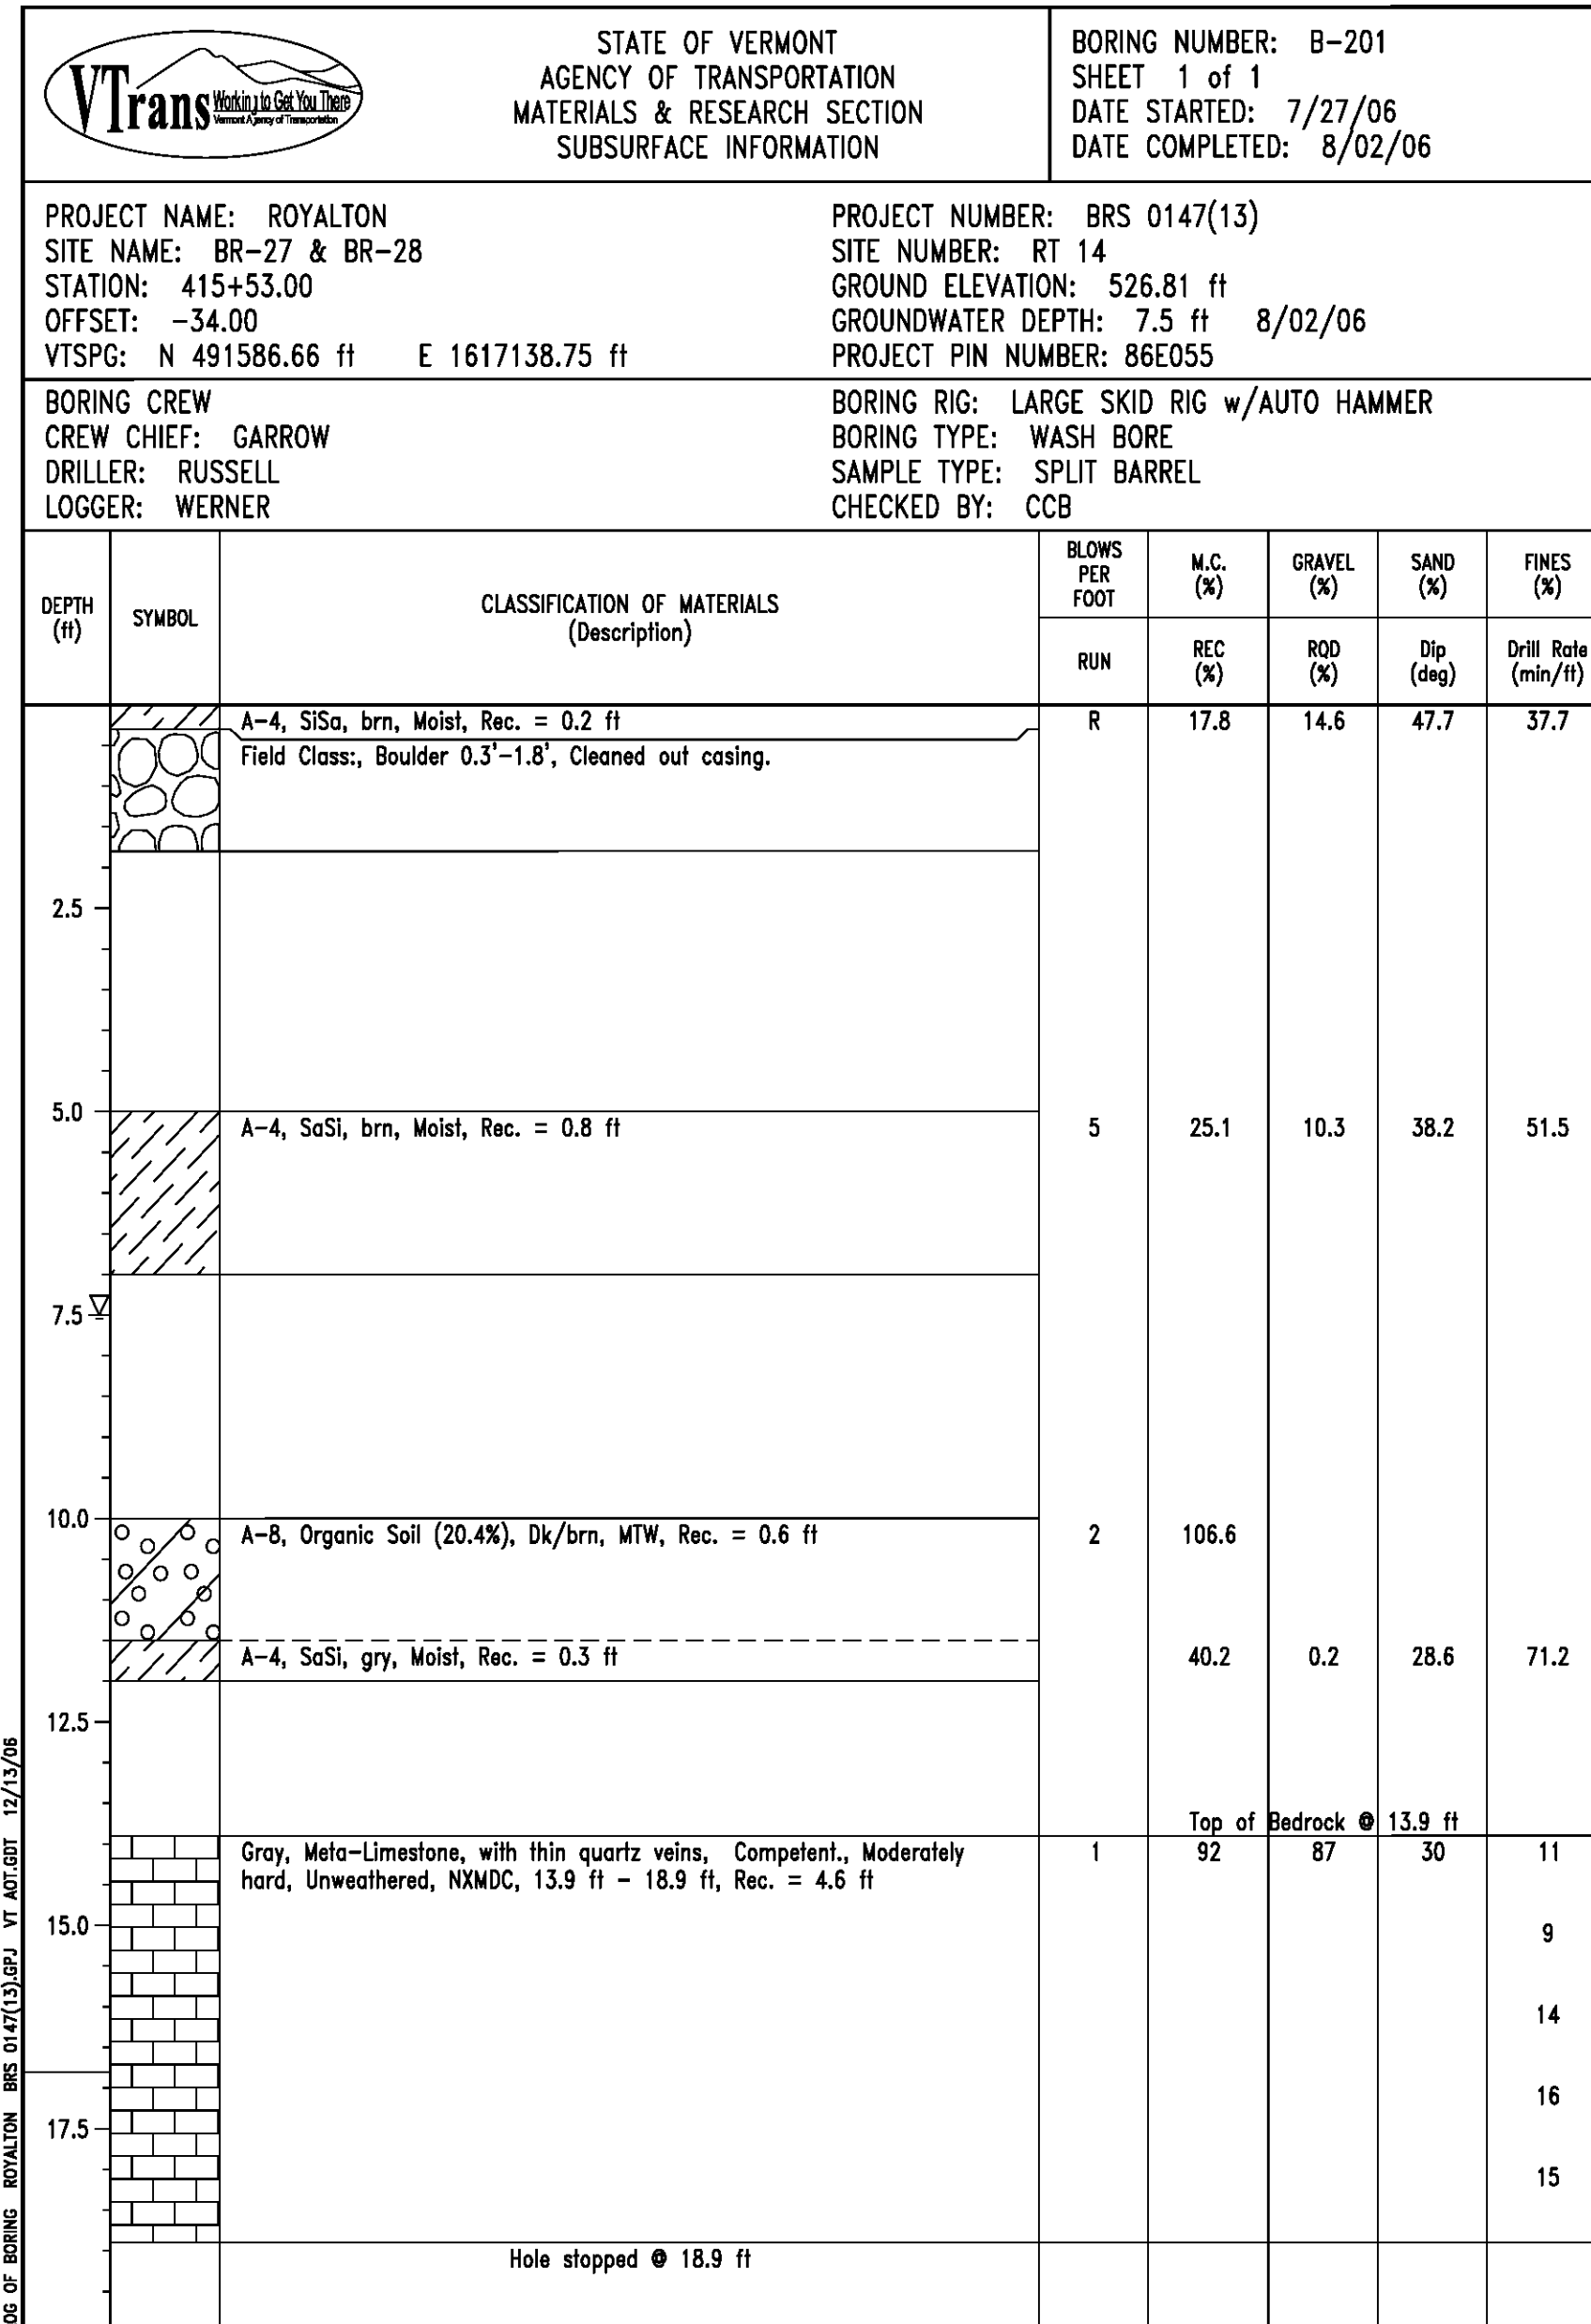 VTrans Working to Get You There
Vermont Agency of Transportation
STATE OF VERMONT
AGENCY OF TRANSPORTATION
MATERIALS & RESEARCH SECTION
SUBSURFACE INFORMATION
BORING NUMBER: B-201
SHEET 1 of 1
DATE STARTED: 7/27/06
DATE COMPLETED: 8/02/06
PROJECT NAME: ROYALTON
SITE NAME: BR-27 & BR-28
STATION: 415+53.00
OFFSET: -34.00
VTSPG: N 491586.66 ft E 1617138.75 ft
PROJECT NUMBER: BRS 0147(13)
SITE NUMBER: RT 14
GROUND ELEVATION: 526.81 ft
GROUNDWATER DEPTH: 7.5 ft 8/02/06
PROJECT PIN NUMBER: 86E055
BORING CREW
CREW CHIEF: GARROW
DRILLER: RUSSELL
LOGGER: WERNER
BORING RIG: LARGE SKID RIG w/AUTO HAMMER
BORING TYPE: WASH BORE
SAMPLE TYPE: SPLIT BARREL
CHECKED BY: CCB
DEPTH
(ft)
SYMBOL
CLASSIFICATION OF MATERIALS
(Description)
BLOWS
PER
FOOT
M.C.
(%)
GRAVEL
(%)
SAND
(%)
FINES
(%)
RUN
REC
(%)
RQD
(%)
Dip
(deg)
Drill Rate
(min/ft)
A-4, SiSa, brn, Moist, Rec. = 0.2 ft R 17.8 14.6 47.7 37.7
Field Class:, Boulder 0.3'-1.8', Cleaned out casing.
2.5
5.0
A-4, SaSi, brn, Moist, Rec. = 0.8 ft 5 25.1 10.3 38.2 51.5
7.5
10.0
A-8, Organic Soil (20.4%), Dk/brn, MTW, Rec. = 0.6 ft 2 106.6
A-4, SaSi, gry, Moist, Rec. = 0.3 ft 40.2 0.2 28.6 71.2
12.5
Top of Bedrock @ 13.9 ft
Gray, Meta-Limestone, with thin quartz veins, Competent., Moderately 1 92 87 30 11
hard, Unweathered, NXMDC, 13.9 ft - 18.9 ft, Rec. = 4.6 ft
15.0 9
14
16
17.5
15
Hole stopped @ 18.9 ft
OG OF BORING ROYALTON BRS 0147(13).GPJ VT AOT.GDT 12/13/06